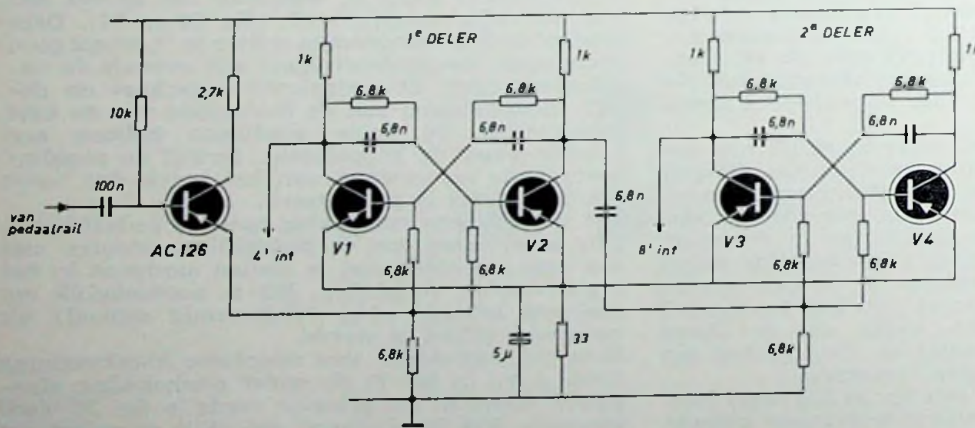 1e DELER
2e DELER
1k
1k
1k
1k
6,8k
6,8k
6,8k
6,8k
10k
2,7k
6,8n
6,8n
6,8n
6,8n
100n
6,8n
van
pedaalrail
AC 126
4' int
V1
V2
8' int
V3
V4
6,8k
6,8k
6,8k
6,8k
6,8k
5µ
33
6,8k